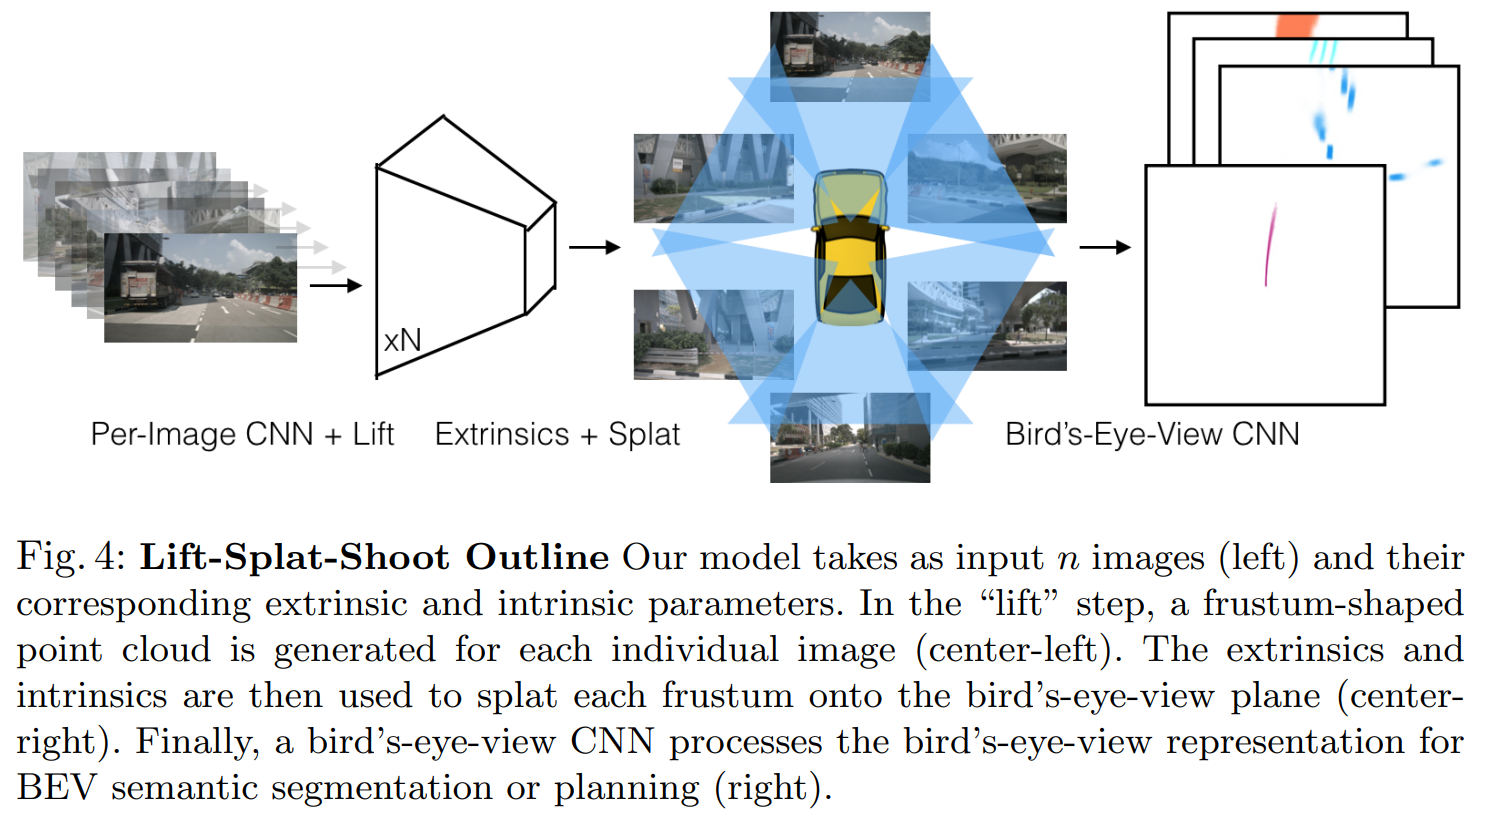 xN
Per-Image CNN + Lift
Extrinsics + Splat
Bird's-Eye-View CNN
Fig. 4: Lift-Splat-Shoot Outline Our model takes as input n images (left) and their
corresponding extrinsic and intrinsic parameters. In the “lift” step, a frustum-shaped
point cloud is generated for each individual image (center-left). The extrinsics and
intrinsics are then used to splat each frustum onto the bird’s-eye-view plane (center-
right). Finally, a bird’s-eye-view CNN processes the bird’s-eye-view representation for
BEV semantic segmentation or planning (right).